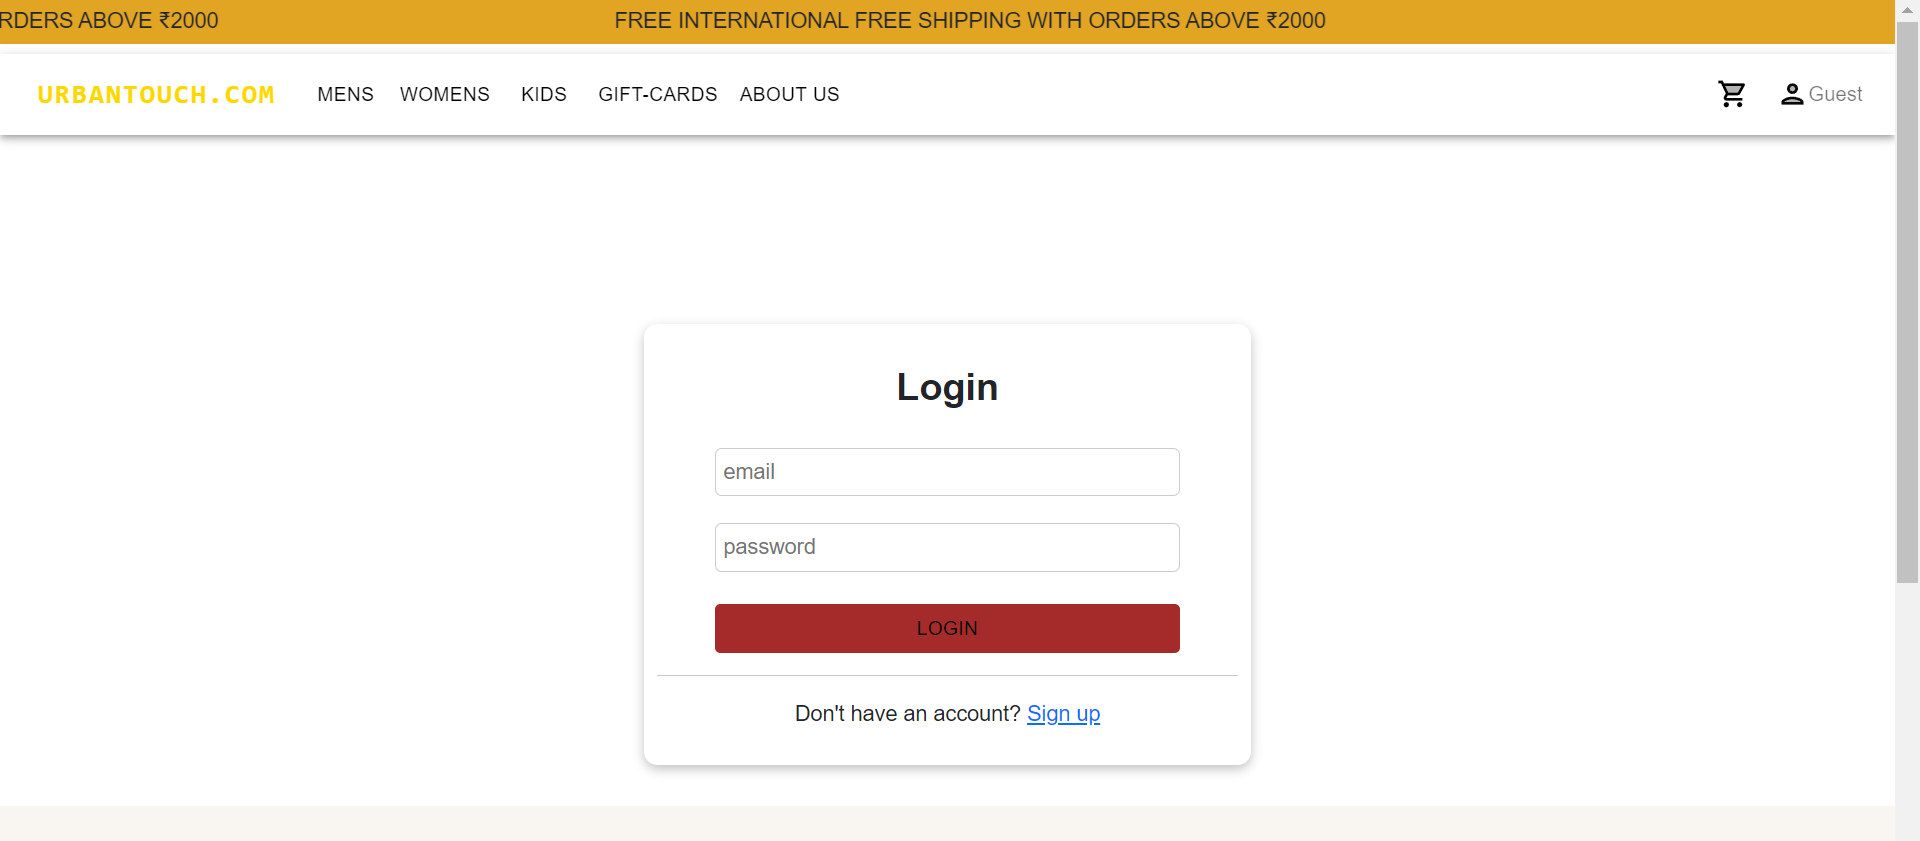 RDERS ABOVE ₹2000 FREE INTERNATIONAL FREE SHIPPING WITH ORDERS ABOVE ₹2000
URBANTOUCH.COM MENS WOMENS KIDS GIFT-CARDS ABOUT US Guest
Login
email
password
LOGIN
Don't have an account? Sign up